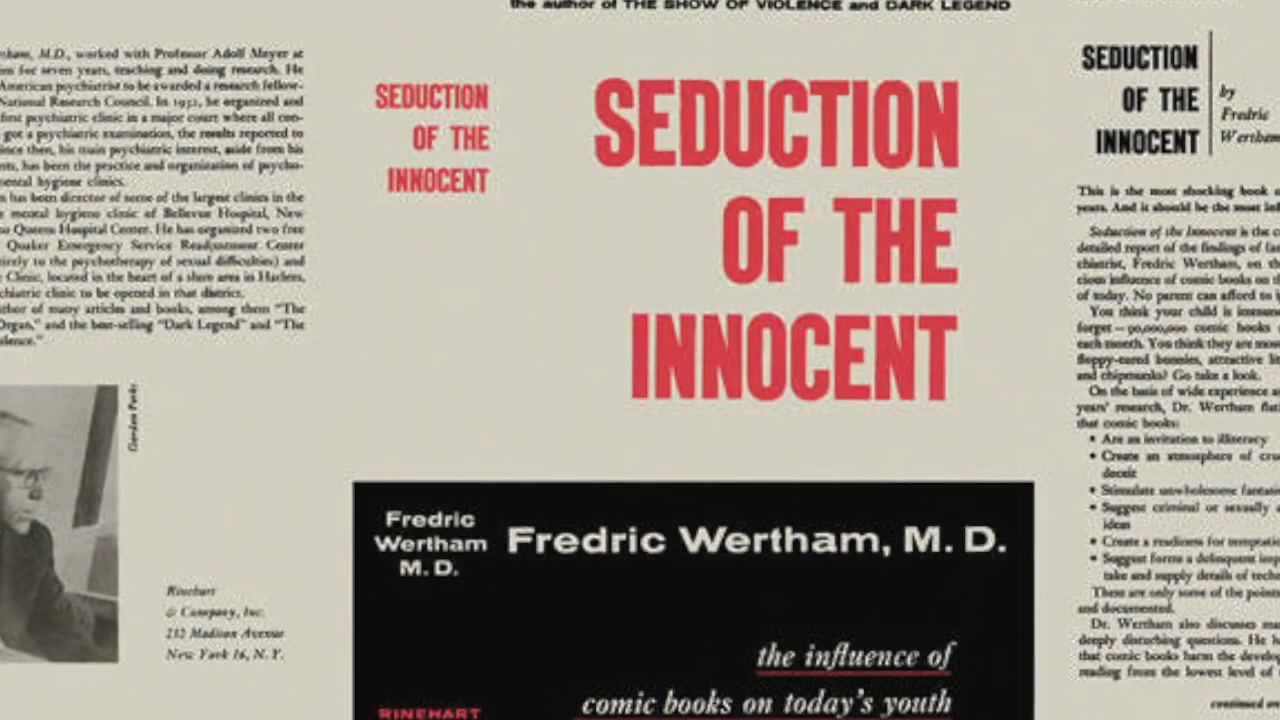 the author of THE SHOW OF VIOLENCE and DARK LEGEND
M.D., worked with Professor Adolf Meyer at
for seven years, teaching and doing research. He
American psychiatrist to be awarded a research fellow-
National Research Council. In 1932, he organized and
first psychiatric clinic in a major court where all con-
got a psychiatric examination, the results reported to
since then, his main psychiatric interest, aside from his
has been the practice and organization of psycho-
mental hygiene clinics.
has been director of some of the largest clinics in the
mental hygiene clinic of Bellevue Hospital, New
Queens Hospital Center. He has organized two free
Quaker Emergency Service Readjustment Center
to the psychotherapy of sexual difficulties) and
Clinic, located in the heart of a slum area in Harlem,
clinic to be opened in that district.
of many articles and books, among them "The
Organ," and the best-selling "Dark Legend" and "The
Gordon Parks
Rinehart
& Company, Inc.
232 Madison Avenue
New York 16, N. Y.
SEDUCTION
OF THE
INNOCENT
Fredric
Wertham
M. D.
RINEHART
SEDUCTION
OF THE
INNOCENT
Fredric Wertham, M. D.
the influence of
comic books on today's youth
SEDUCTION
OF THE
INNOCENT
by
Fredric
Wertham
This is the most shocking book
years. And it should be the most
Seduction of the Innocent is the
detailed report of the findings of
Fredric Wertham, on the
influence of comic books on
of today. No parent can afford to
You think your child is
forget – 90,000,000 comic books
each month. You think they are
floppy-eared bunnies, attractive
and chipmunks? Go take a look.
On the basis of wide experience
years' research, Dr. Wertham
that comic books:
• Are an invitation to illiteracy
• Create an atmosphere of
deceit
• Stimulate unwholesome
• Suggest criminal or sexually
ideas
• Create a readiness for
• Suggest forms a delinquent
take and supply details of
These are only some of the
and documented.
Dr. Wertham also discusses
deeply disturbing questions. He
that comic books harm the
reading from the lowest level of
continued